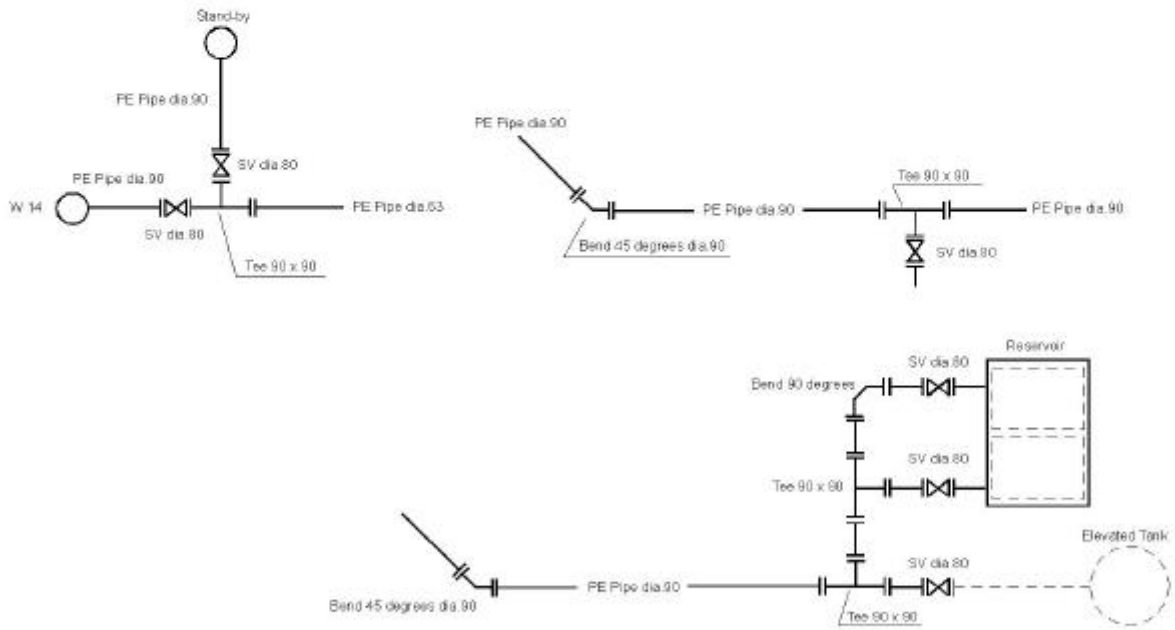 Stand-by
PE Pipe dia.90
SV dia.80
PE Pipe dia.90
W 14
PE Pipe dia.63
SV dia.80
Tee 90 x 90
PE Pipe dia.90
Tee 90 x 90
PE Pipe dia.90
PE Pipe dia.90
Bend 45 degrees dia.90
SV dia.80
Reservoir
SV dia.80
Bend 90 degrees
SV dia.80
Tee 90 x 90
Elevated Tank
SV dia.80
PE Pipe dia.90
Bend 45 degrees dia.90
Tee 90 x 90